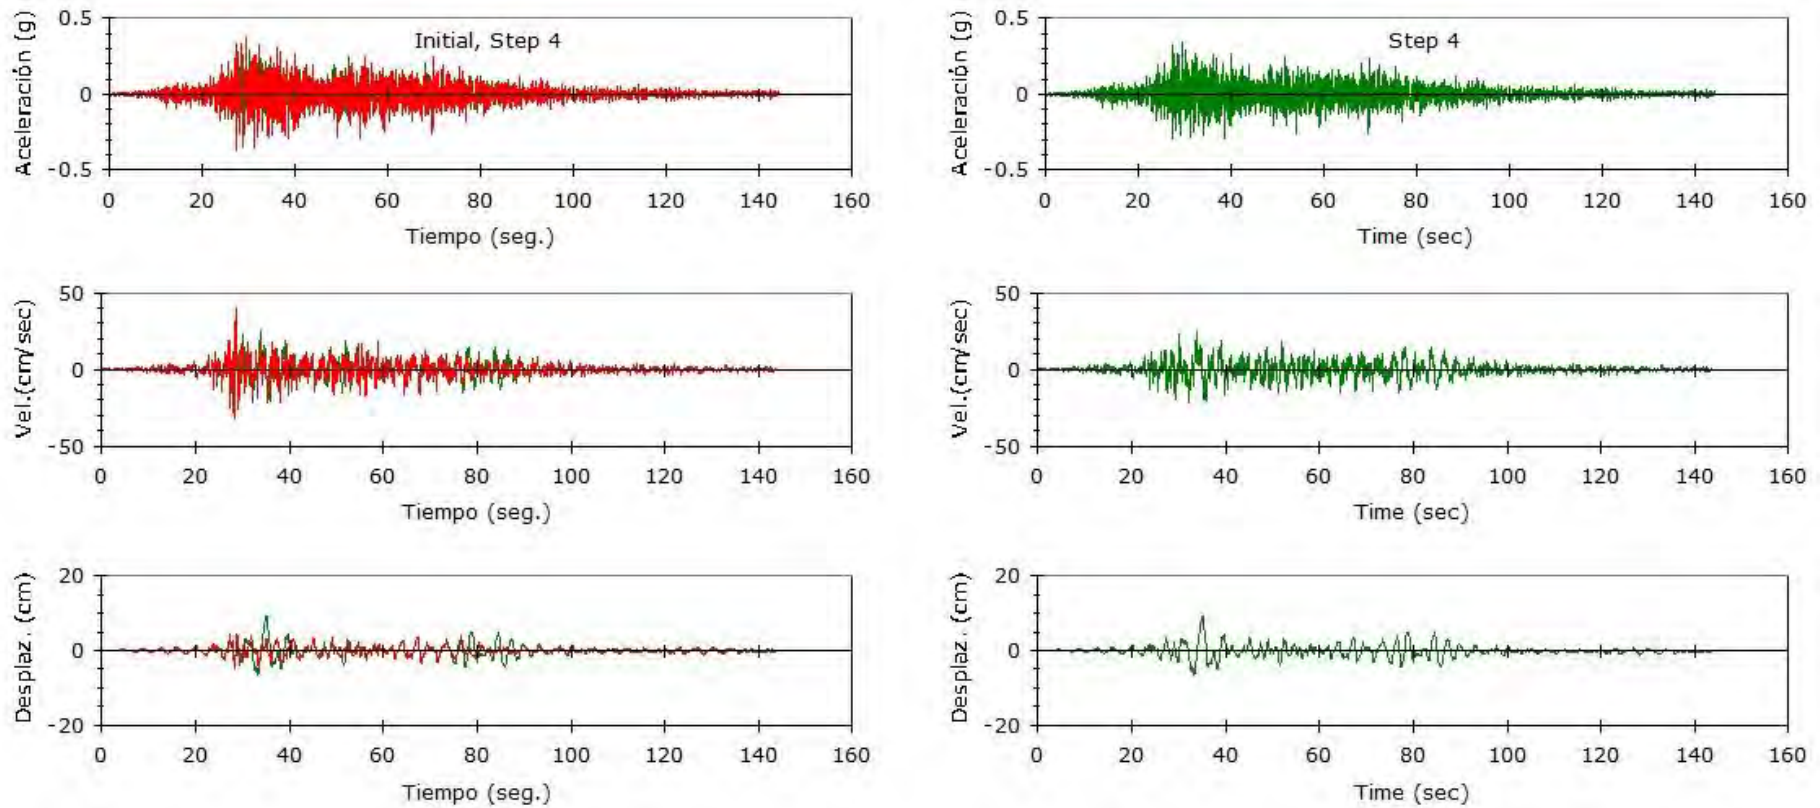 Aceleración (g)
0.5
0
-0.5
Initial, Step 4
0 20 40 60 80 100 120 140 160
Tiempo (seg.)
Aceleración (g)
0.5
0
-0.5
Step 4
0 20 40 60 80 100 120 140 160
Time (sec)
Vel.(cm/sec)
50
0
-50
0 20 40 60 80 100 120 140 160
Tiempo (seg.)
Vel.(cm/sec)
50
0
-50
0 20 40 60 80 100 120 140 160
Time (sec)
Desplaz. (cm)
20
0
-20
0 20 40 60 80 100 120 140 160
Tiempo (seg.)
Desplaz. (cm)
20
0
-20
0 20 40 60 80 100 120 140 160
Time (sec)